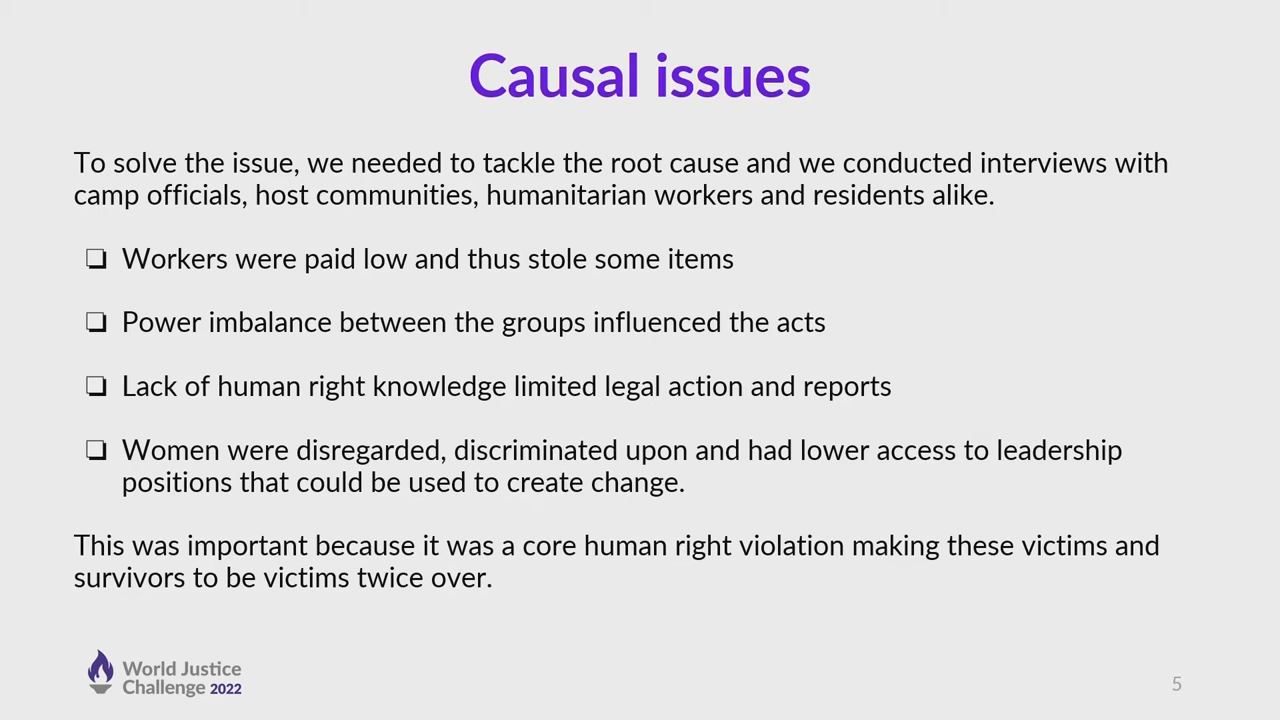 Causal issues
To solve the issue, we needed to tackle the root cause and we conducted interviews with
camp officials, host communities, humanitarian workers and residents alike.
❏ Workers were paid low and thus stole some items
❏ Power imbalance between the groups influenced the acts
❏ Lack of human right knowledge limited legal action and reports
❏ Women were disregarded, discriminated upon and had lower access to leadership
positions that could be used to create change.
This was important because it was a core human right violation making these victims and
survivors to be victims twice over.
World Justice
Challenge 2022
5